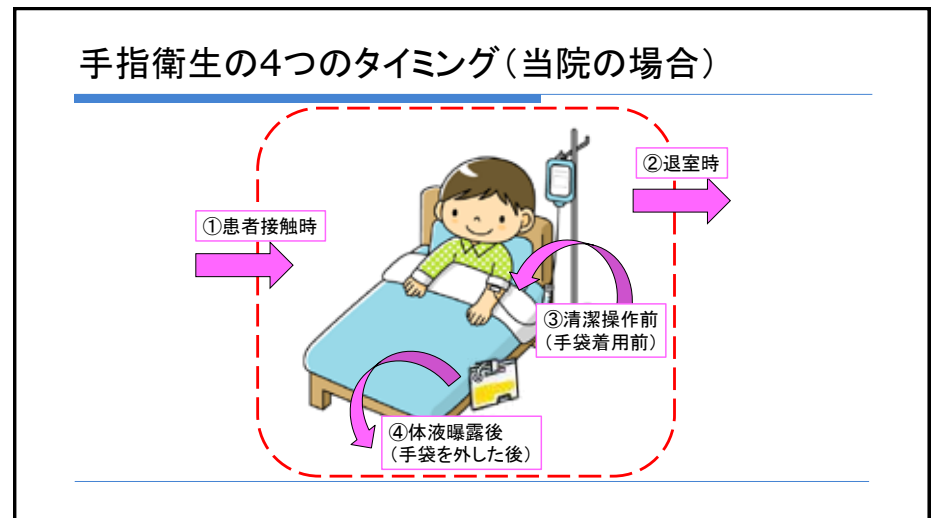 手指衛生の4つのタイミング(当院の場合)
①患者接触時
②退室時
③清潔操作前
(手袋着用前)
④体液曝露後
(手袋を外した後)